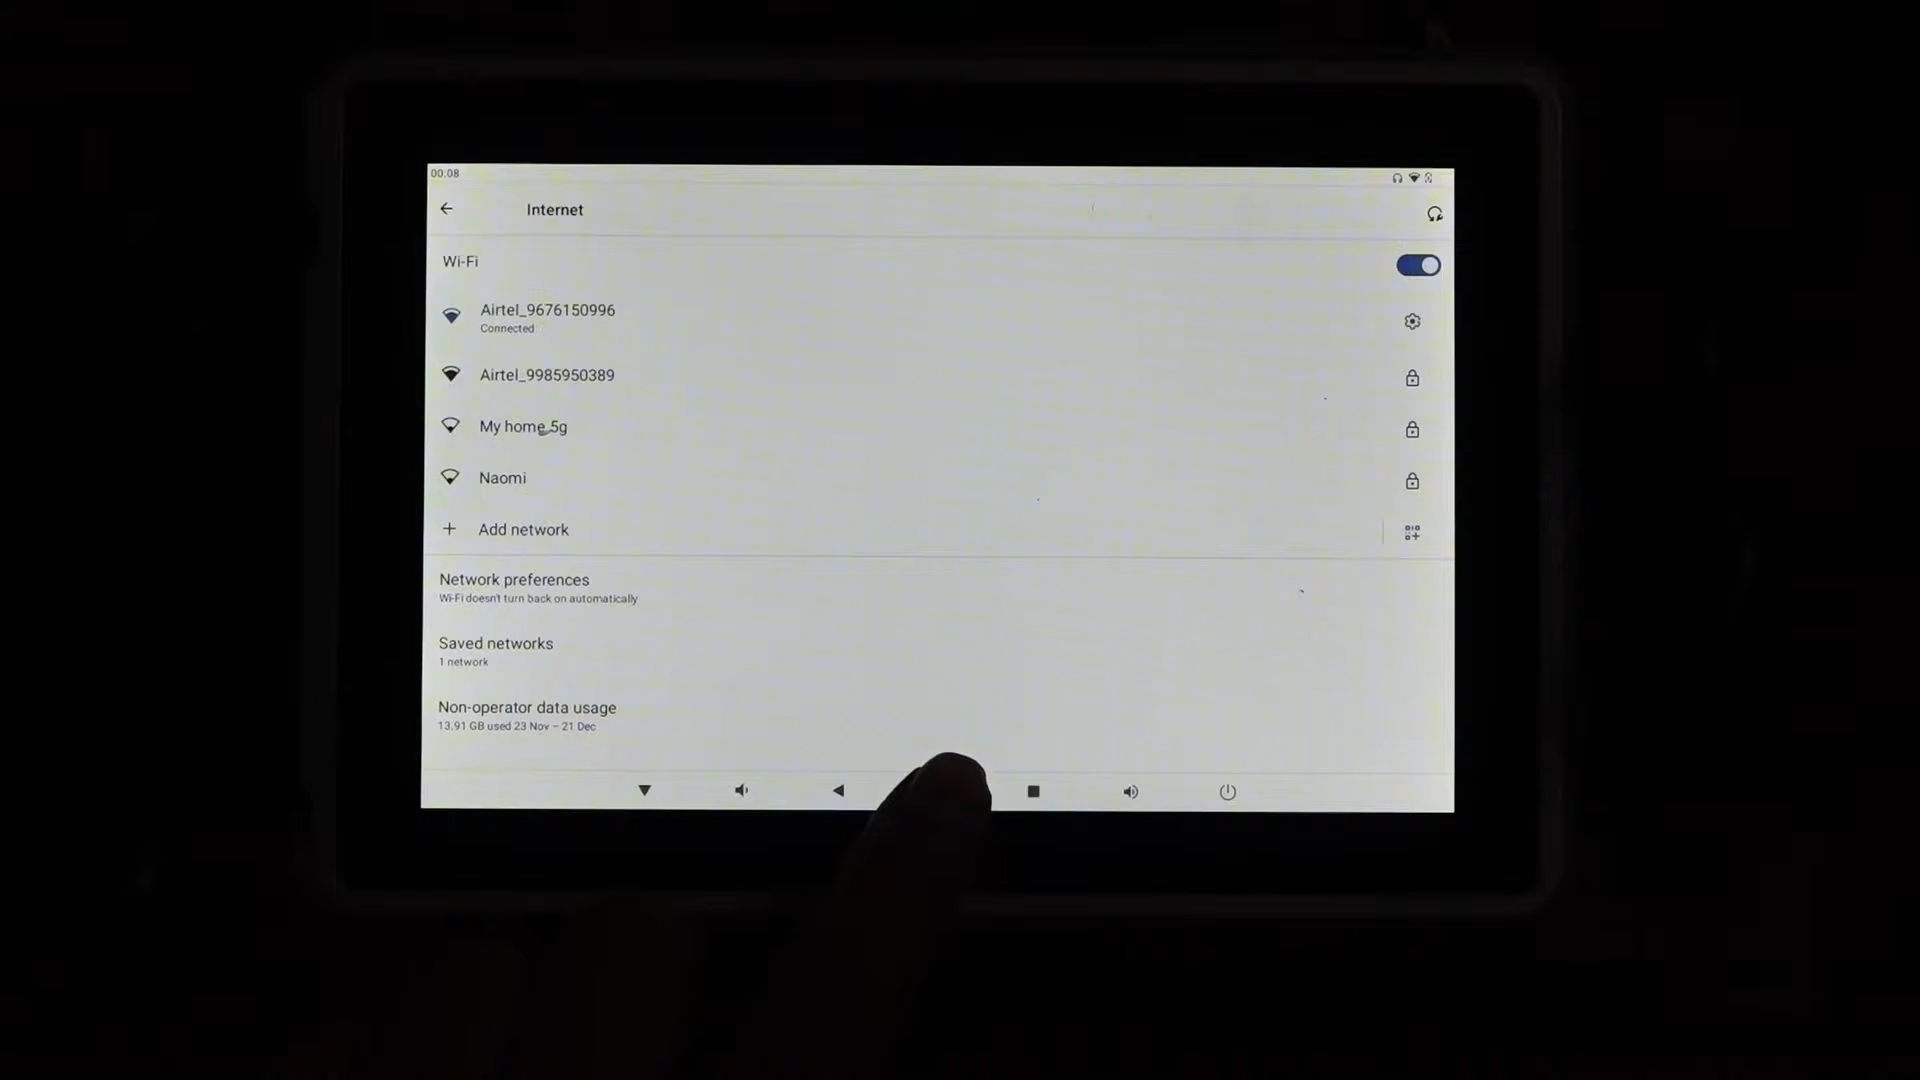 00:08
Internet
Wi-Fi
Airtel_9676150996
Connected
Airtel_9985950389
My home 5g
Naomi
Add network
Network preferences
Wi-Fi doesn't turn back on automatically
Saved networks
1 network
Non-operator data usage
13.91 GB used 23 Nov – 21 Dec